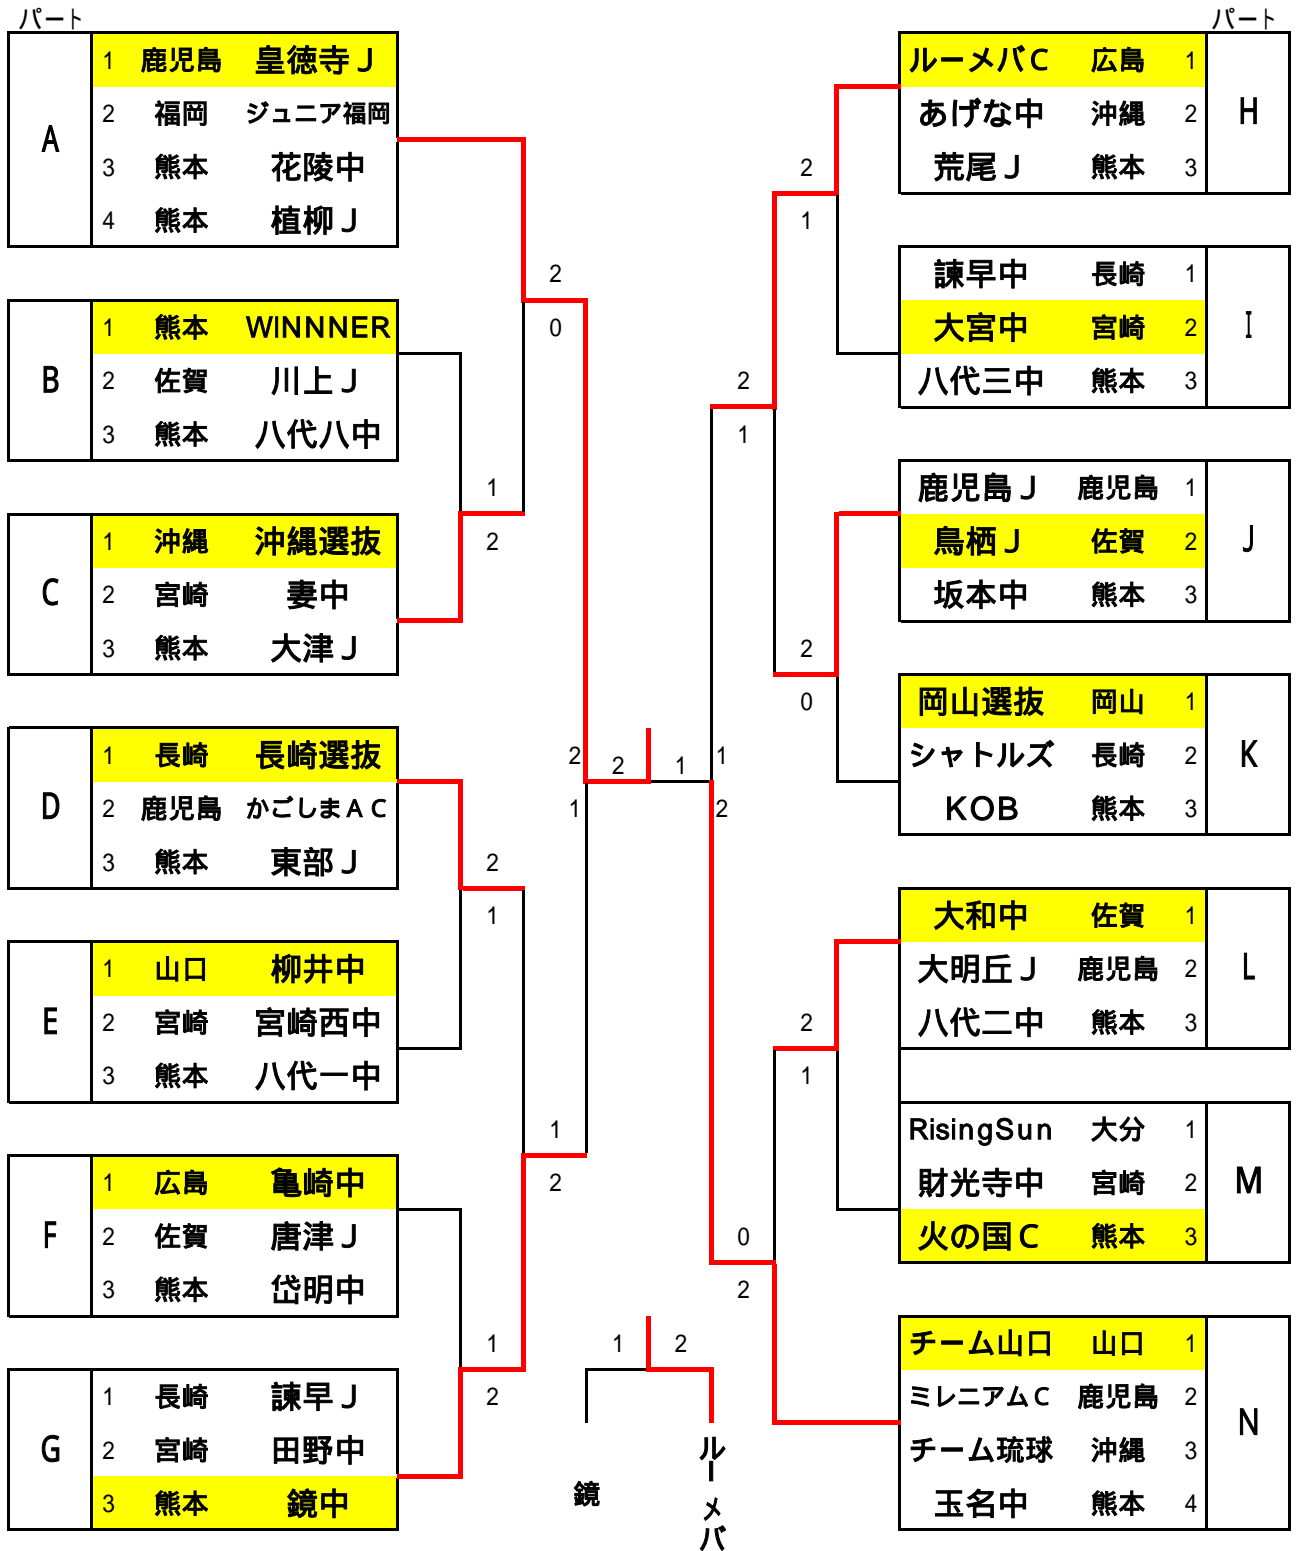 パート
A
1 鹿児島 皇徳寺J
2 福岡 ジュニア福岡
3 熊本 花陵中
4 熊本 植柳J
B
1 熊本 WINNNER
2 佐賀 川上J
3 熊本 八代八中
C
1 沖縄 沖縄選抜
2 宮崎 妻中
3 熊本 大津J
D
1 長崎 長崎選抜
2 鹿児島 かごしまAC
3 熊本 東部J
E
1 山口 柳井中
2 宮崎 宮崎西中
3 熊本 八代一中
F
1 広島 亀崎中
2 佐賀 唐津J
3 熊本 岱明中
G
1 長崎 諫早J
2 宮崎 田野中
3 熊本 鏡中
2
0
1
2
2
1
1
2
1
2
2
1
2
1
1
2
2
1
2
1
2
0
2
1
0
2
1
2
鏡
ルーメバ
パート
ルーメバC 広島 1
あげな中 沖縄 2
荒尾J 熊本 3
H
諫早中 長崎 1
大宮中 宮崎 2
八代三中 熊本 3
I
鹿児島J 鹿児島 1
鳥栖J 佐賀 2
坂本中 熊本 3
J
岡山選抜 岡山 1
シャトルズ 長崎 2
KOB 熊本 3
K
大和中 佐賀 1
大明丘J 鹿児島 2
八代二中 熊本 3
L
RisingSun 大分 1
財光寺中 宮崎 2
火の国C 熊本 3
M
チーム山口 山口 1
ミレニアムC 鹿児島 2
チーム琉球 沖縄 3
玉名中 熊本 4
N